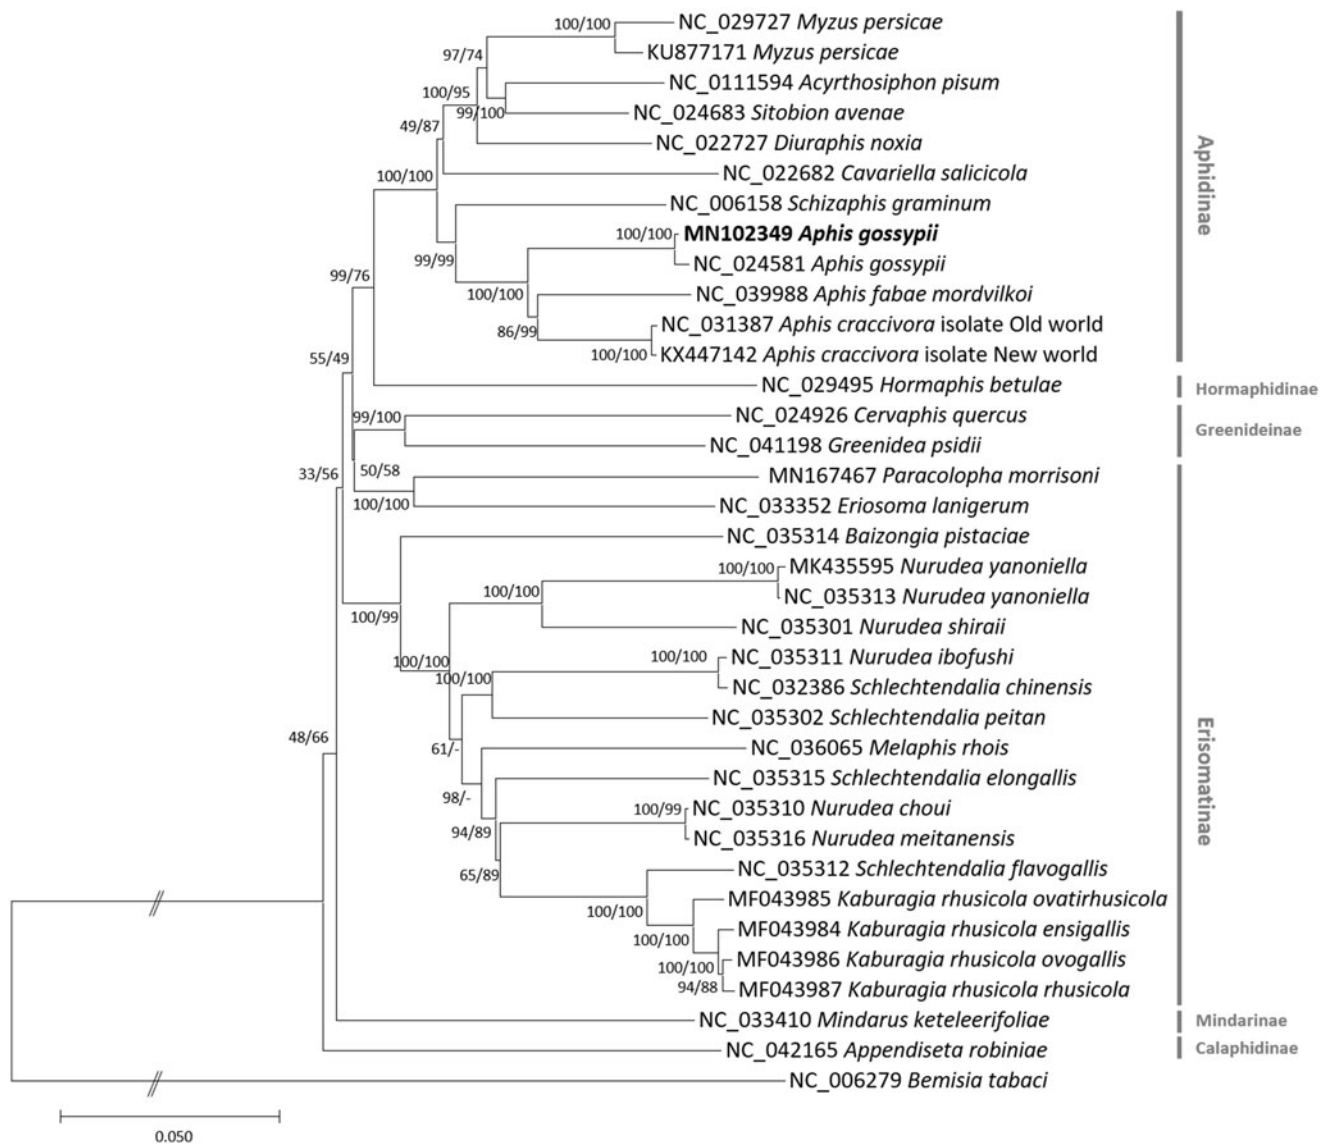 100/100
NC_029727 Myzus persicae
97/74
KU877171 Myzus persicae
NC_0111594 Acyrthosiphon pisum
100/95
99/100
NC_024683 Sitobion avenae
49/87
NC_022727 Diuraphis noxia
100/100
NC_022682 Cavariella salicicola
NC_006158 Schizaphis graminum
100/100
MN102349 Aphis gossypii
99/99
NC_024581 Aphis gossypii
99/76
100/100
NC_039988 Aphis fabae mordvilkoi
86/99
NC_031387 Aphis craccivora isolate Old world
100/100
KX447142 Aphis craccivora isolate New world
Aphidinae
55/49
NC_029495 Hormaphis betulae
Hormaphidinae
99/100
NC_024926 Cervaphis quercus
Greenideinae
NC_041198 Greenidea psidii
33/56
50/58
MN167467 Paracolopha morrisoni
100/100
NC_033352 Eriosoma lanigerum
NC_035314 Baizongia pistaciae
100/100
MK435595 Nurudea yanoniella
100/100
NC_035313 Nurudea yanoniella
100/99
NC_035301 Nurudea shiraii
100/100
100/100
NC_035311 Nurudea ibofushi
100/100
NC_032386 Schlechtendalia chinensis
NC_035302 Schlechtendalia peitan
48/66
61/-
NC_036065 Melaphis rhois
98/-
NC_035315 Schlechtendalia elongallis
100/99
NC_035310 Nurudea choui
94/89
NC_035316 Nurudea meitanensis
65/89
NC_035312 Schlechtendalia flavogallis
100/100
MF043985 Kaburagia rhusicola ovatirhusicola
100/100
MF043984 Kaburagia rhusicola ensigallis
100/100
MF043986 Kaburagia rhusicola ovogallis
94/88
MF043987 Kaburagia rhusicola rhusicola
Erisomatinae
NC_033410 Mindarus keteleerifoliae
Mindarinae
NC_042165 Appendiseta robiniae
Calaphidinae
NC_006279 Bemisia tabaci
0.050